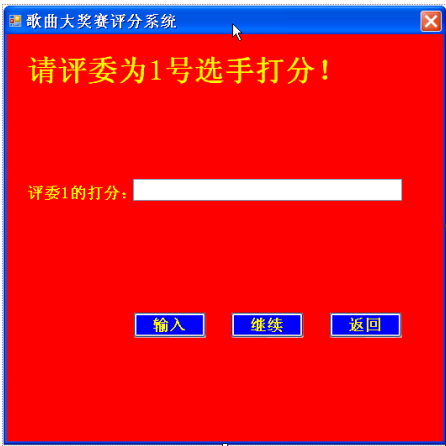 歌曲大奖赛评分系统
请评委为1号选手打分！
评委1的打分：
输入 继续 返回